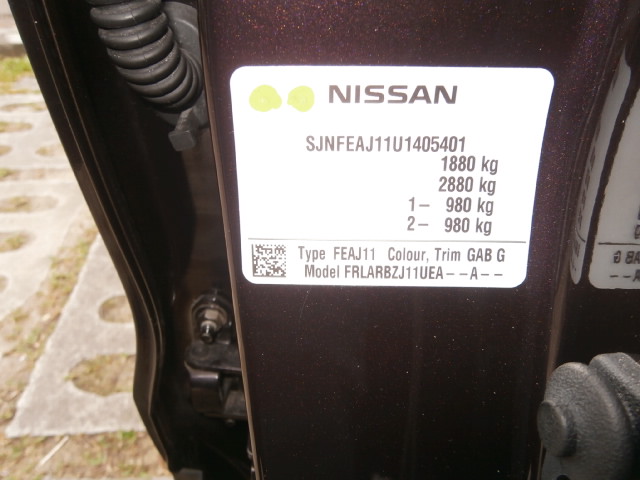 NISSAN
SJNFEAJ11U1405401
1880 kg
2880 kg
1– 980 kg
2– 980 kg
Type FEAJ11 Colour, Trim GAB G
Model FRLARBZJ11UEA––A––